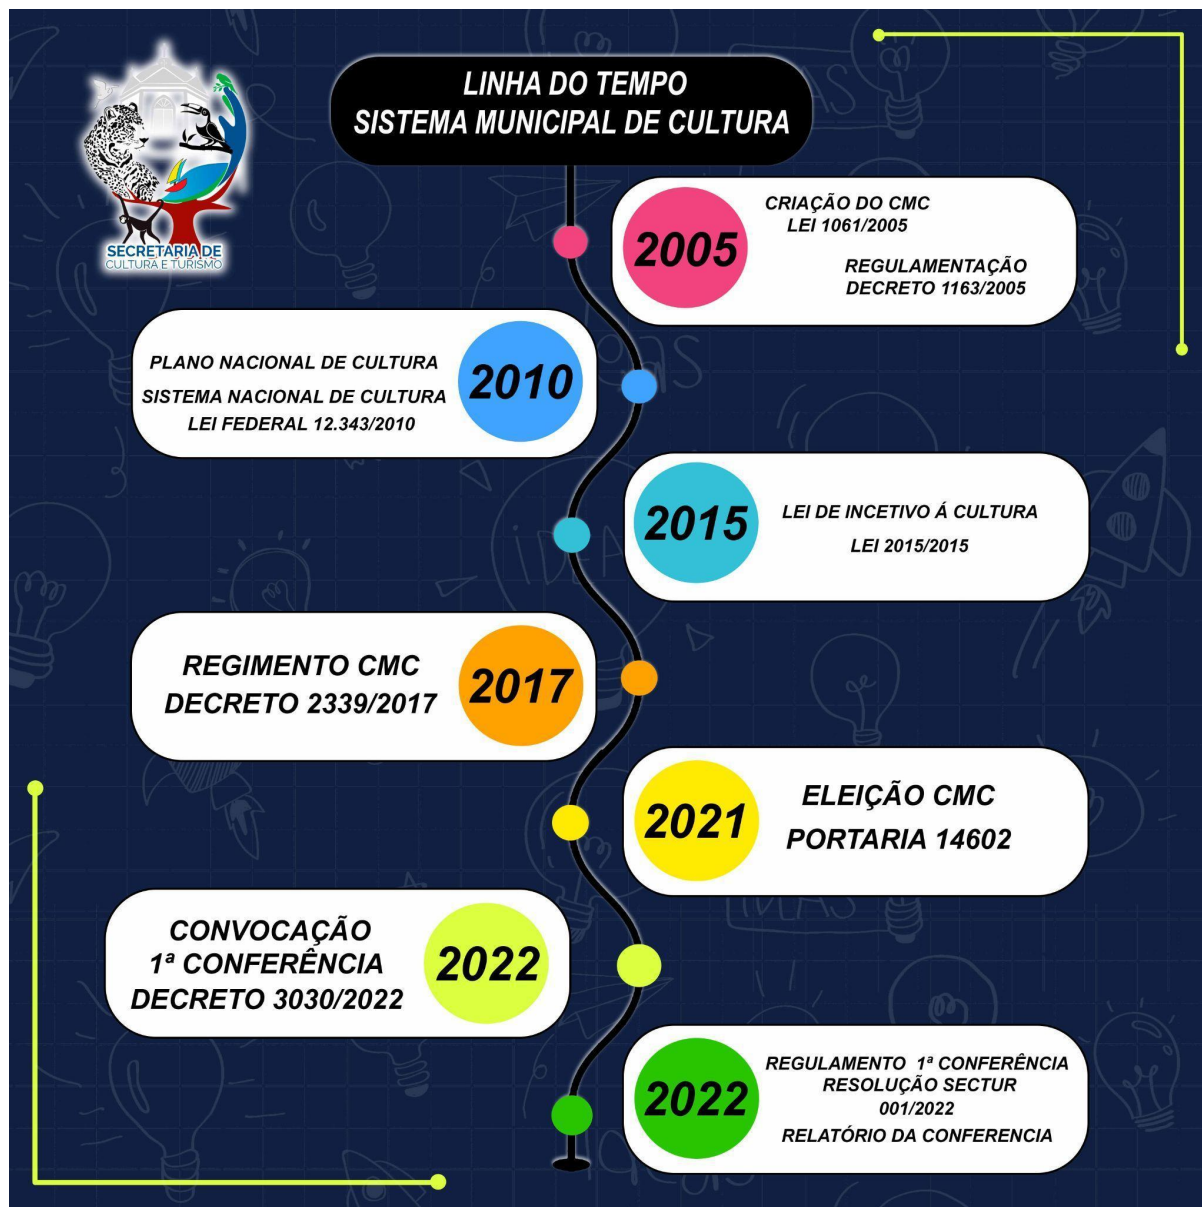 LINHA DO TEMPO
SISTEMA MUNICIPAL DE CULTURA
SECRETARIA DE
CULTURA E TURISMO
2005
CRIAÇÃO DO CMC
LEI 1061/2005
REGULAMENTAÇÃO
DECRETO 1163/2005
PLANO NACIONAL DE CULTURA
SISTEMA NACIONAL DE CULTURA
LEI FEDERAL 12.343/2010
2010
2015
LEI DE INCETIVO Á CULTURA
LEI 2015/2015
REGIMENTO CMC
DECRETO 2339/2017
2017
2021
ELEIÇÃO CMC
PORTARIA 14602
CONVOCAÇÃO
1ª CONFERÊNCIA
DECRETO 3030/2022
2022
2022
REGULAMENTO 1ª CONFERÊNCIA
RESOLUÇÃO SECTUR
001/2022
RELATÓRIO DA CONFERENCIA